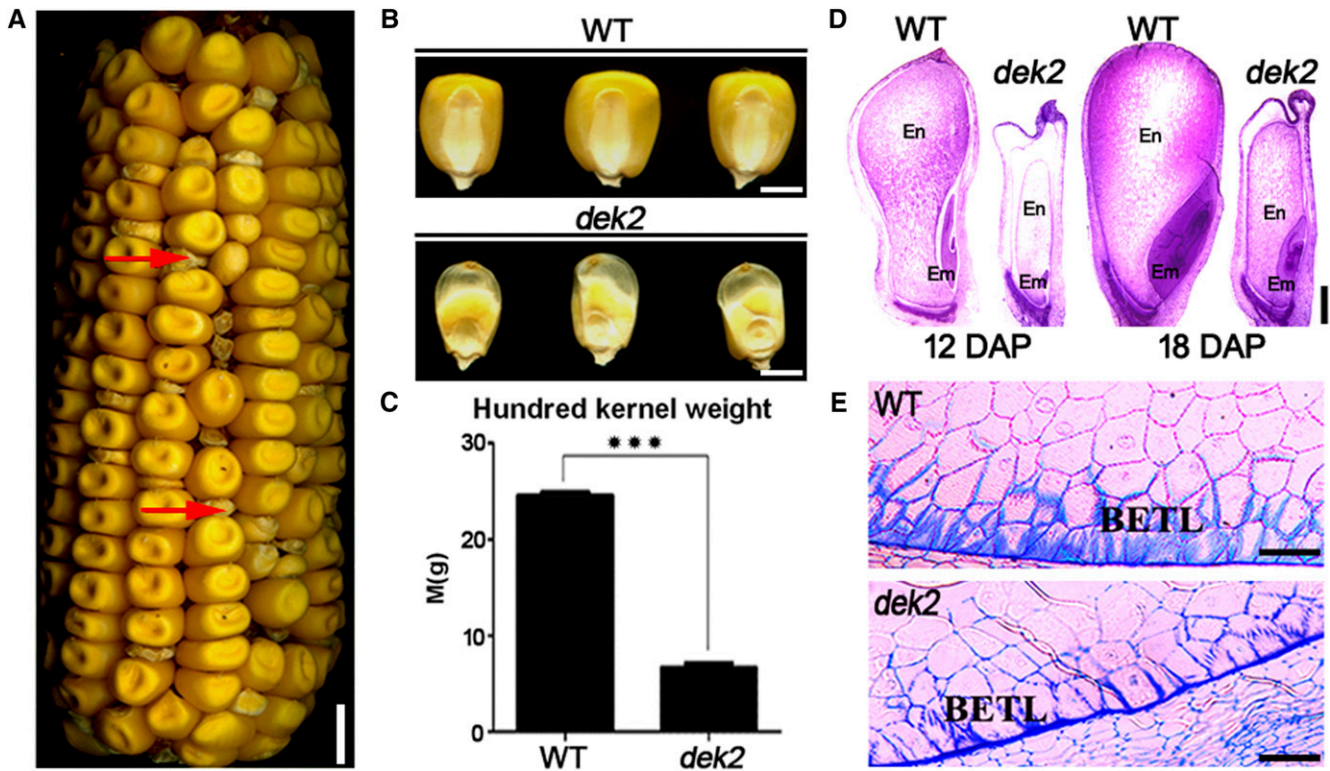 A
B
WT
dek2
C
Hundred kernel weight
***
30
20
10
0
M(g)
WT
dek2
D
WT
dek2
WT
dek2
En
En
En
En
Em
Em
Em
Em
12 DAP
18 DAP
E
WT
BETL
dek2
BETL